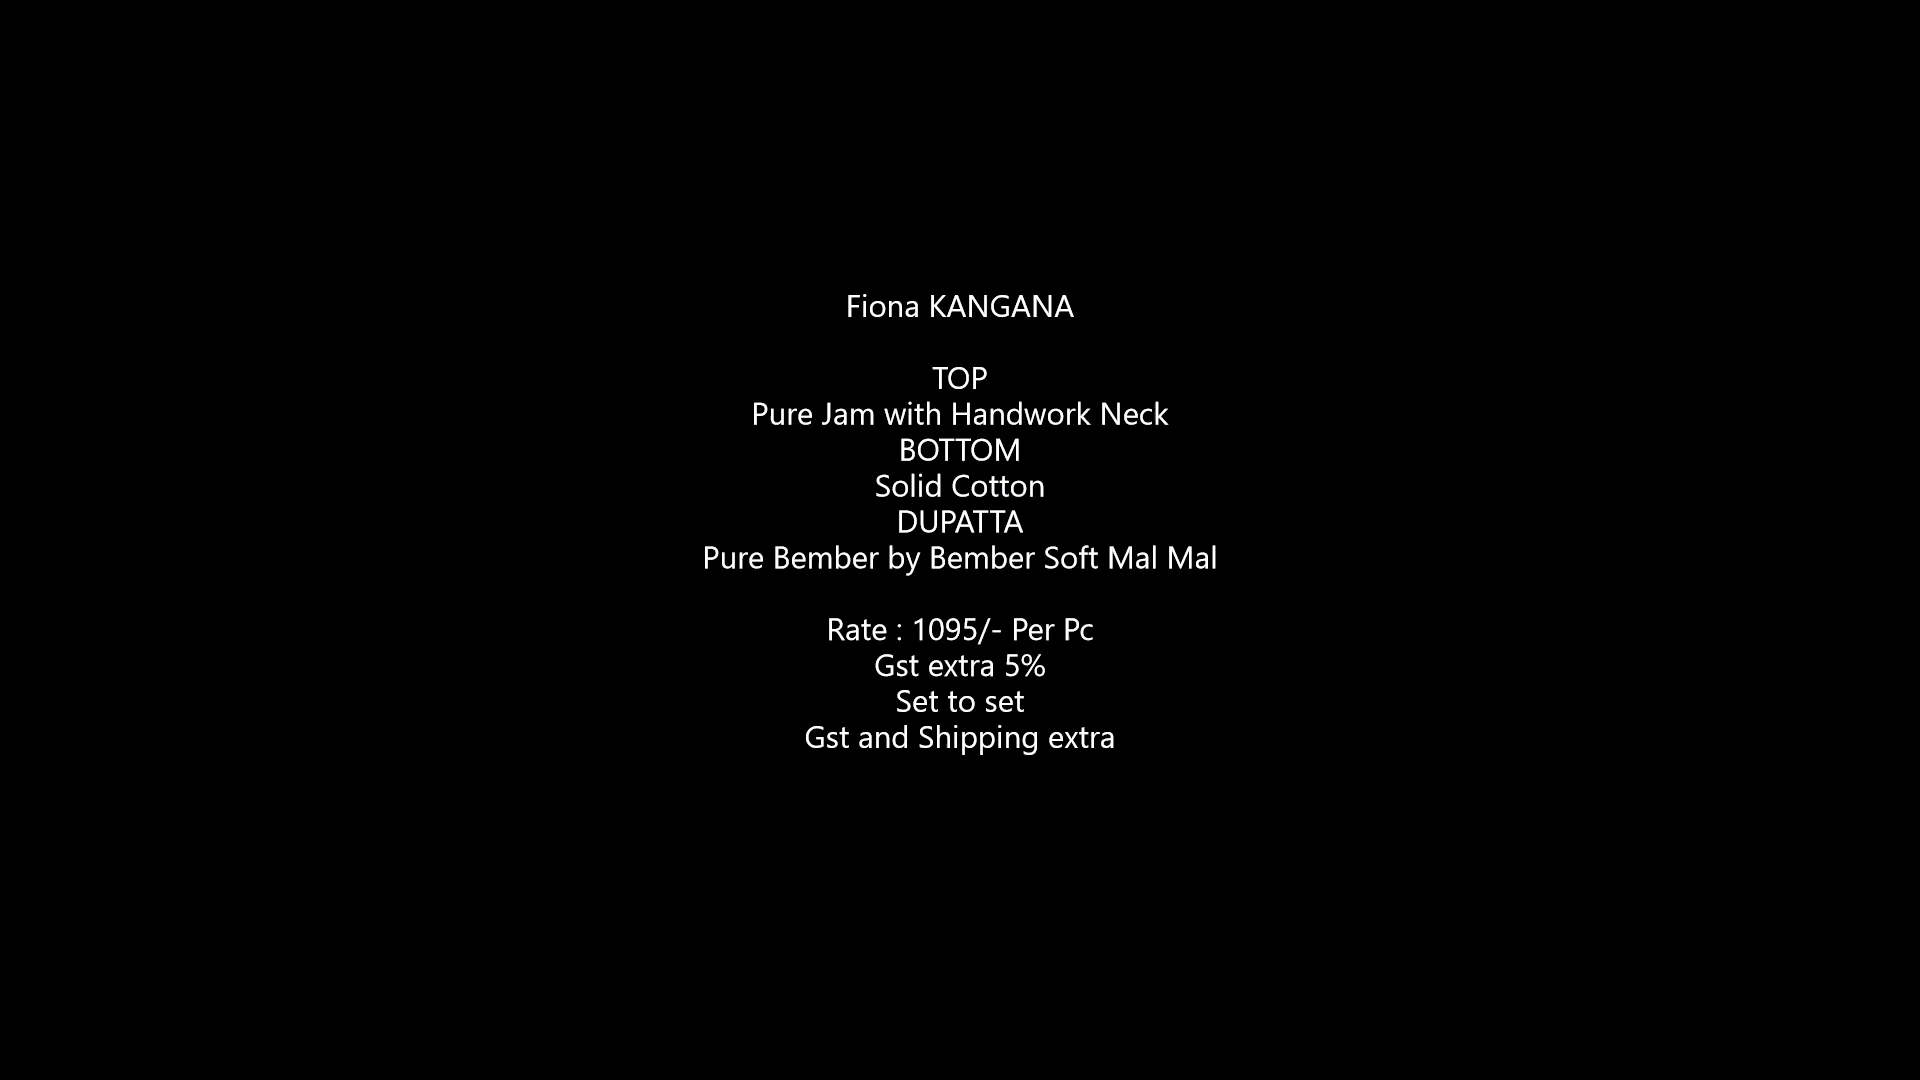 Fiona KANGANA
TOP
Pure Jam with Handwork Neck
BOTTOM
Solid Cotton
DUPATTA
Pure Bember by Bember Soft Mal Mal
Rate : 1095/- Per Pc
Gst extra 5%
Set to set
Gst and Shipping extra